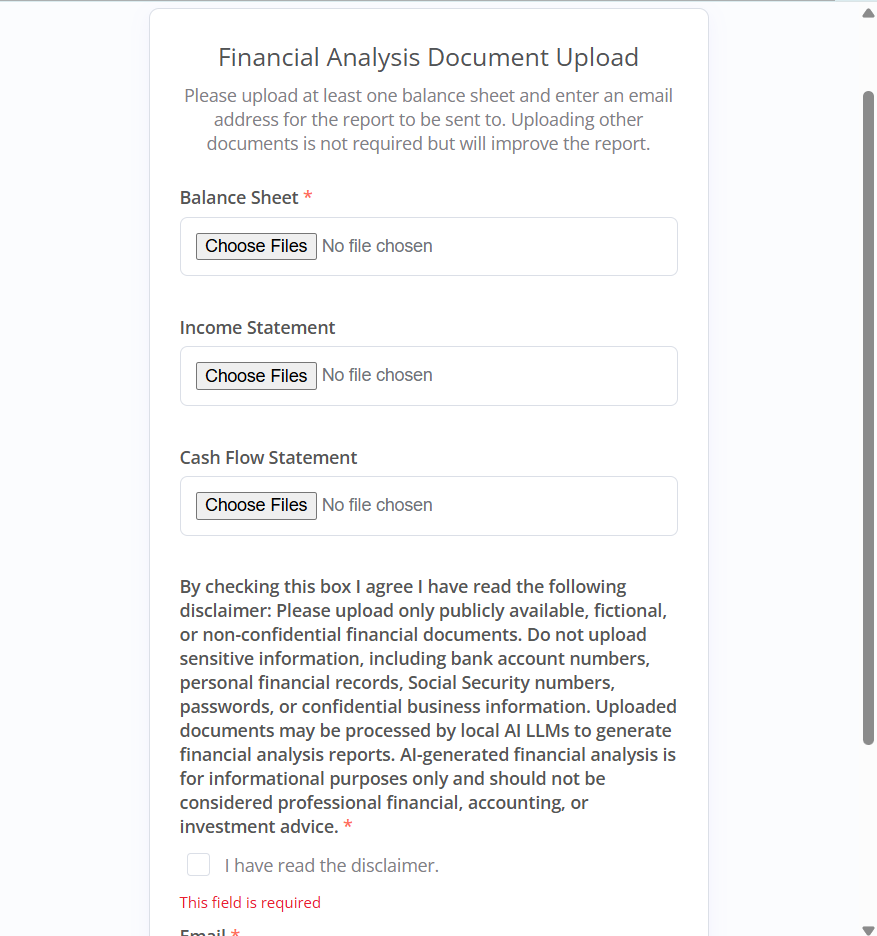 Financial Analysis Document Upload
Please upload at least one balance sheet and enter an email
address for the report to be sent to. Uploading other
documents is not required but will improve the report.
Balance Sheet *
Choose Files No file chosen
Income Statement
Choose Files No file chosen
Cash Flow Statement
Choose Files No file chosen
By checking this box I agree I have read the following
disclaimer: Please upload only publicly available, fictional,
or non-confidential financial documents. Do not upload
sensitive information, including bank account numbers,
personal financial records, Social Security numbers,
passwords, or confidential business information. Uploaded
documents may be processed by local AI LLMs to generate
financial analysis reports. AI-generated financial analysis is
for informational purposes only and should not be
considered professional financial, accounting, or
investment advice. *
I have read the disclaimer.
This field is required
Email *